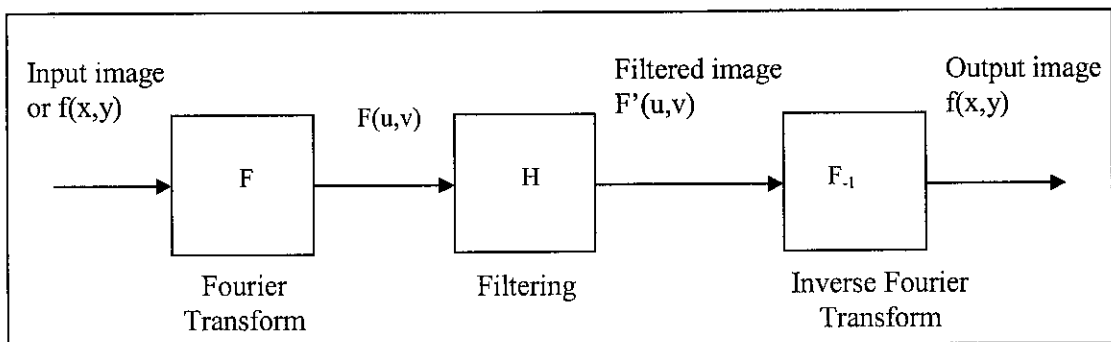 Input image
or f(x,y)
F(u,v)
Filtered image
F'(u,v)
Output image
f(x,y)
F
H
F-1
Fourier
Transform
Filtering
Inverse Fourier
Transform